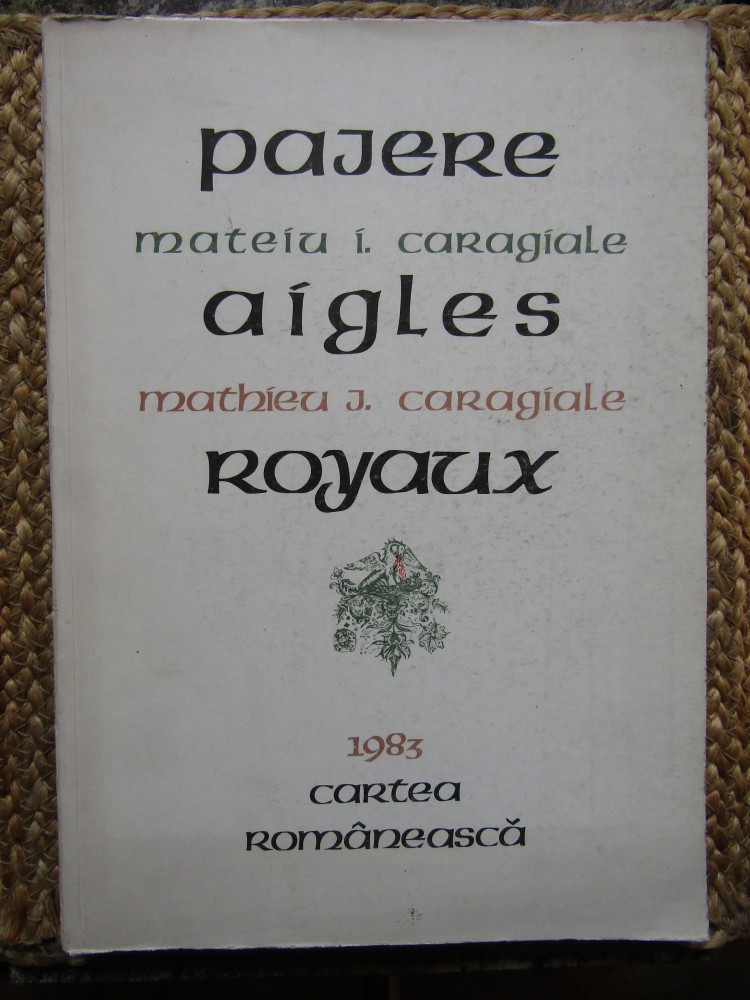 pajere
mateiu i. caragiale
aigles
mathieu j. caragiale
royaux
1983
cartea
românească